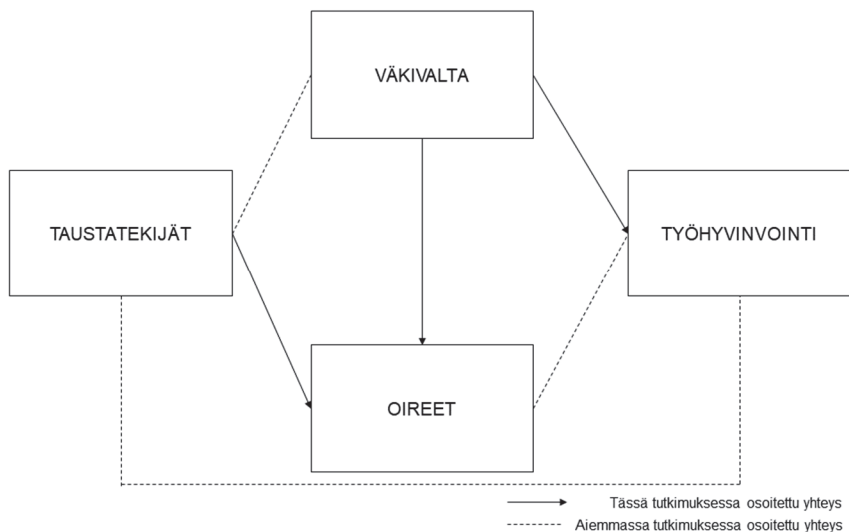 VÄKIVALTA
TAUSTATEKIJÄT
TYÖHYVINVOINTI
OIREET
Tässä tutkimuksessa osoitettu yhteys
Aiemmassa tutkimuksessa osoitettu yhteys